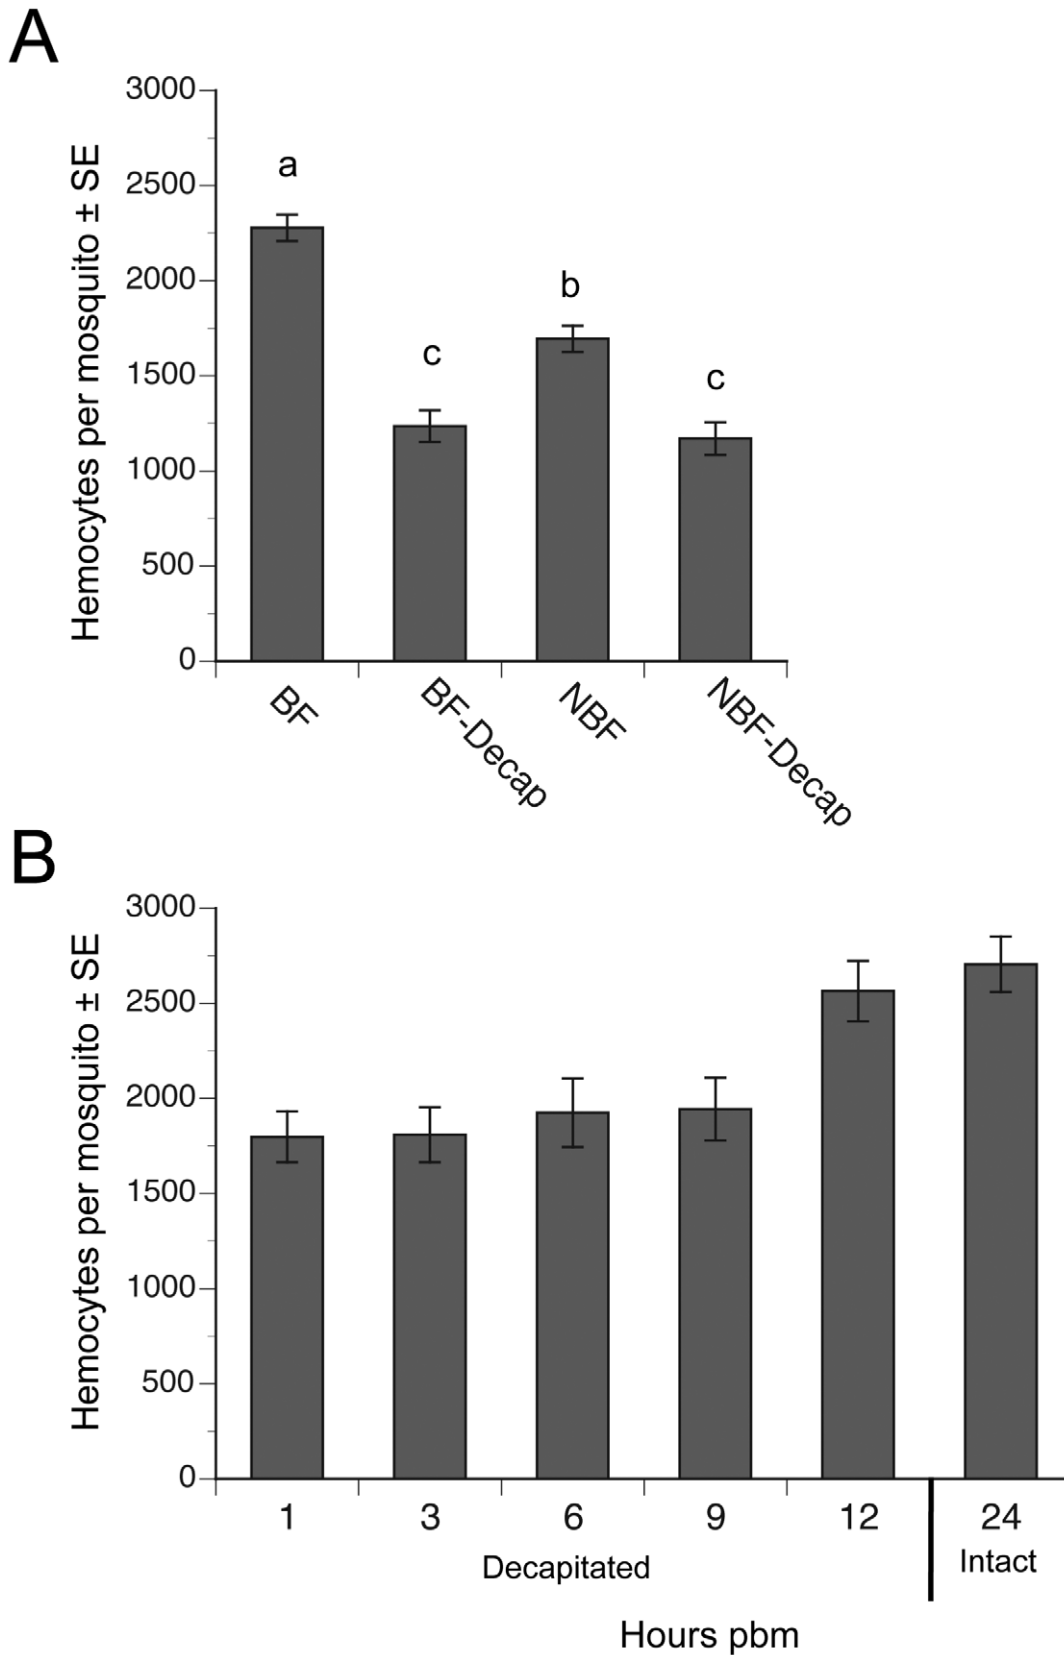 A
Hemocytes per mosquito ± SE
3000
2500
2000
1500
1000
500
0
a
c
b
c
BF
BF-Decap
NBF
NBF-Decap
B
Hemocytes per mosquito ± SE
3000
2500
2000
1500
1000
500
0
1 3 6 9 12 24
Decapitated Intact
Hours pbm